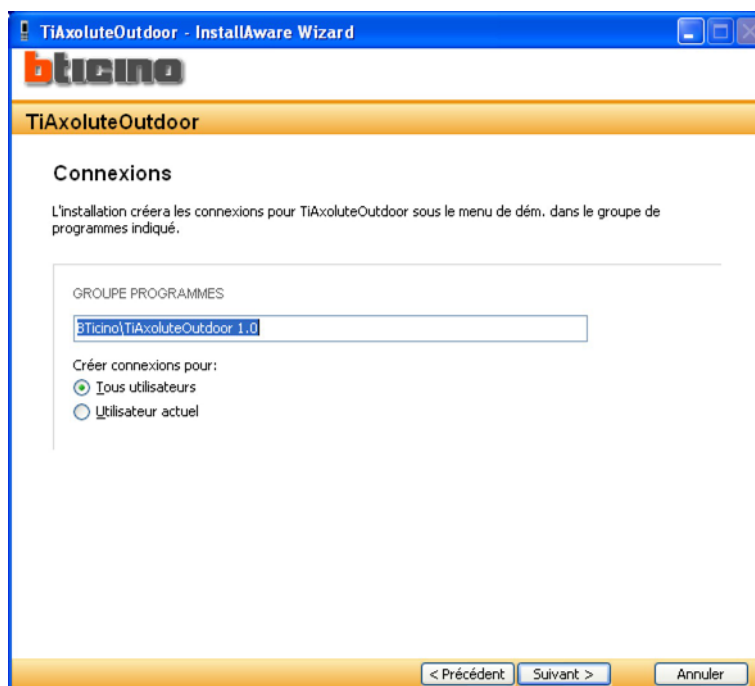 TiAxoluteOutdoor - InstallAware Wizard
bticino
TiAxoluteOutdoor
Connexions
L'installation créera les connexions pour TiAxoluteOutdoor sous le menu de dém. dans le groupe de
programmes indiqué.
GROUPE PROGRAMMES
BTicino\TiAxoluteOutdoor 1.0
Créer connexions pour:
Tous utilisateurs
Utilisateur actuel
< Précédent Suivant > Annuler